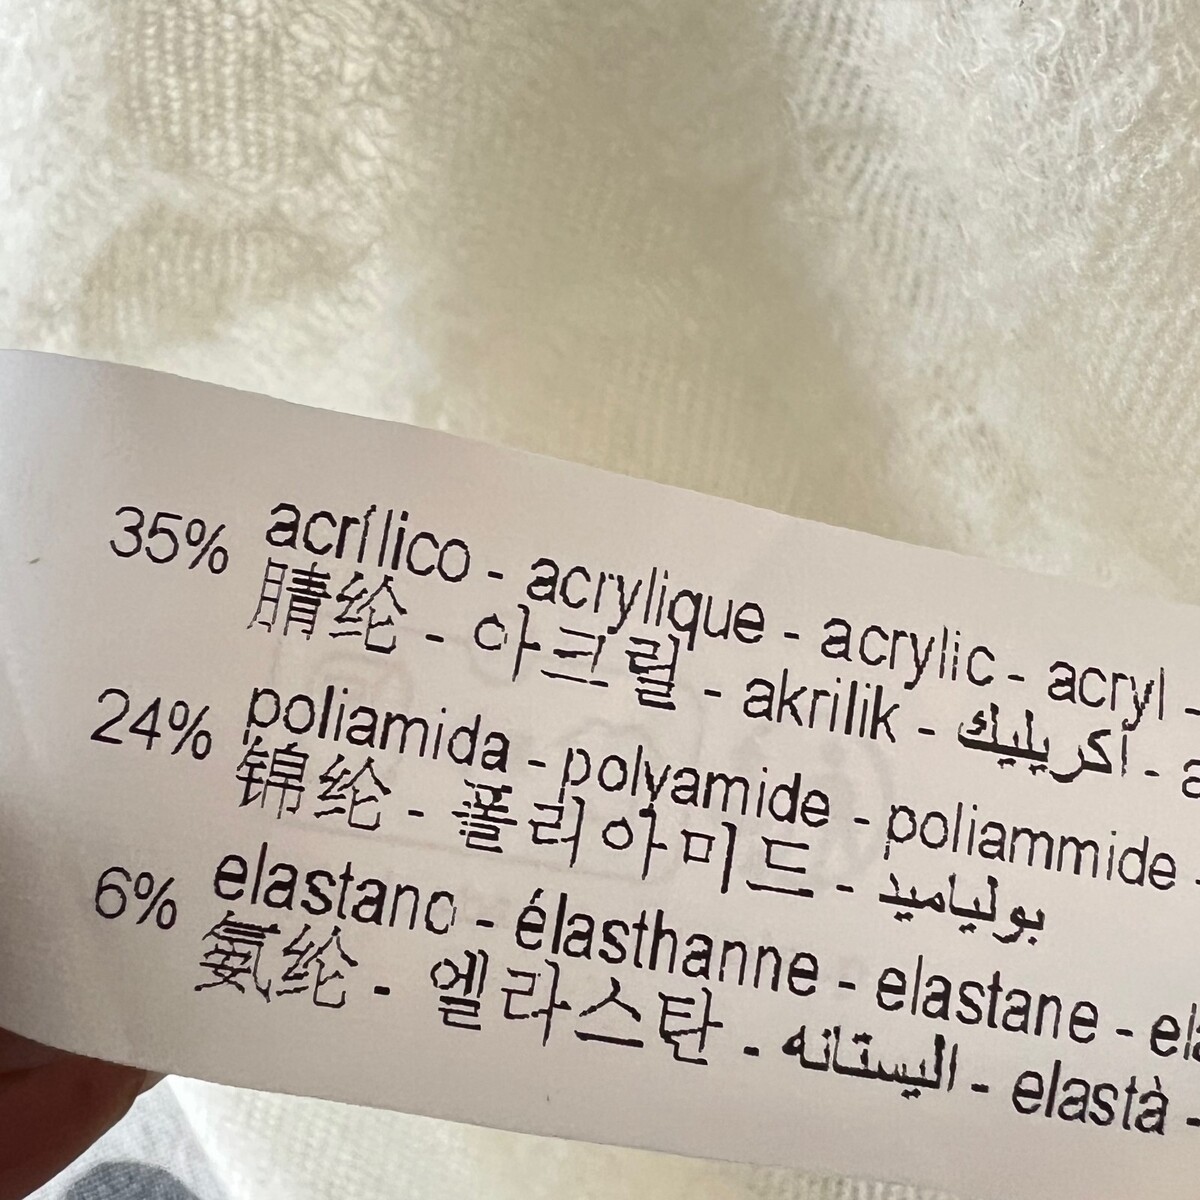 35% acrílico - acrylique - acrylic - acryl -
腈纶 - 아크릴 - akrilik - اكريليك -
24% poliamida - polyamide - poliammide -
锦纶 - 폴리아미드 - بولياميد
6% elastano - élasthanne - elastane -
氨纶 - 엘라스탄 - اليستانه - elastà -